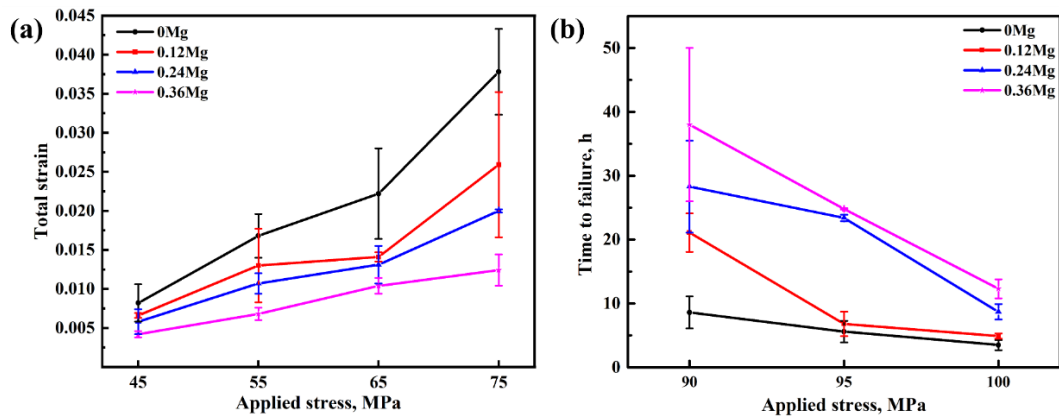 (a)
0Mg
0.12Mg
0.24Mg
0.36Mg
Total strain
0.045
0.040
0.035
0.030
0.025
0.020
0.015
0.010
0.005
45 55 65 75
Applied stress, MPa
(b)
0Mg
0.12Mg
0.24Mg
0.36Mg
Time to failure, h
50
40
30
20
10
0
90 95 100
Applied stress, MPa